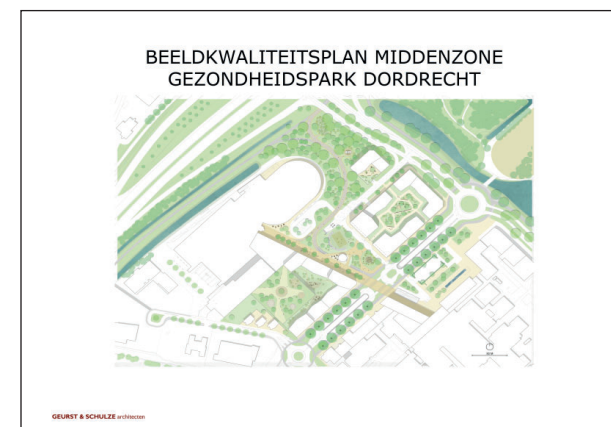 BEELDKWALITEITSPLAN MIDDENZONE
GEZONDHEIDSPARK DORDRECHT
GEURST & SCHULZE architecten